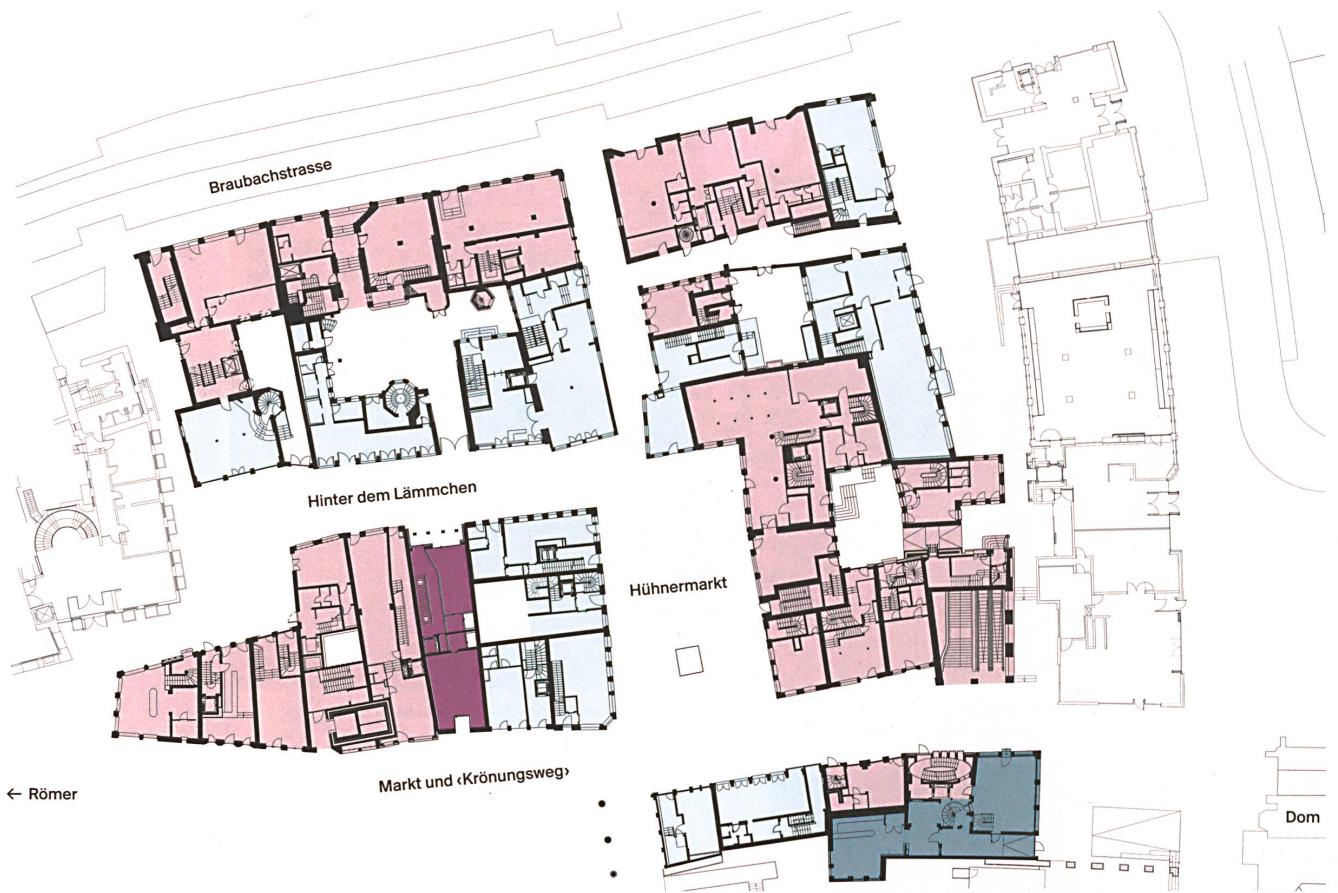 Braubachstrasse
Hinter dem Lämmchen
Hühnermarkt
Markt und ‹Krönungsweg›
← Römer
Dom